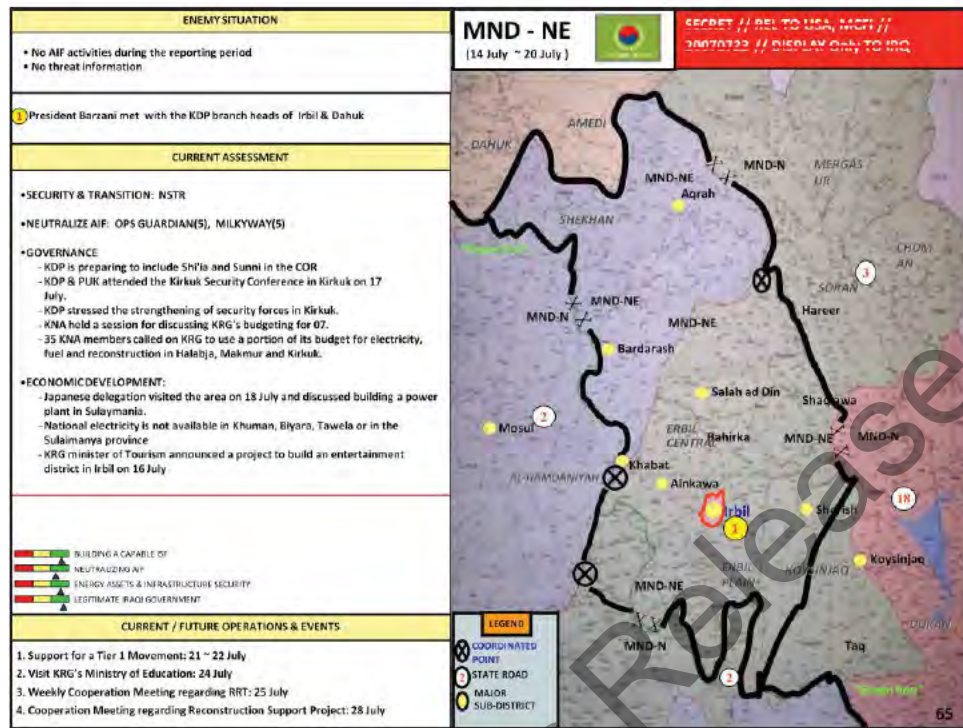 ENEMY SITUATION
• No AIF activities during the reporting period
• No threat information
1 President Barzani met with the KDP branch heads of Irbil & Dahuk
CURRENT ASSESSMENT
•SECURITY & TRANSITION: NSTR
•NEUTRALIZE AIF: OPS GUARDIAN(5), MILKYWAY(5)
•GOVERNANCE
- KDP is preparing to include Shi'ia and Sunni in the COR
- KDP & PUK attended the Kirkuk Security Conference in Kirkuk on 17
July.
- KDP stressed the strengthening of security forces in Kirkuk.
- KNA held a session for discussing KRG's budgeting for 07.
- 35 KNA members called on KRG to use a portion of its budget for electricity,
fuel and reconstruction in Halabja, Makmur and Kirkuk.
•ECONOMIC DEVELOPMENT:
- Japanese delegation visited the area on 18 July and discussed building a power
plant in Sulaymania.
- National electricity is not available in Khuman, Biyara, Tawela or in the
Sulaimanya province
- KRG minister of Tourism announced a project to build an entertainment
district in Irbil on 16 July
BUILDING A CAPABLE ISF
NEUTRALIZING AIF
ENERGY ASSETS & INFRASTRUCTURE SECURITY
LEGITIMATE IRAQI GOVERNMENT
CURRENT / FUTURE OPERATIONS & EVENTS
1. Support for a Tier 1 Movement: 21 ~ 22 July
2. Visit KRG's Ministry of Education: 24 July
3. Weekly Cooperation Meeting regarding RRT: 25 July
4. Cooperation Meeting regarding Reconstruction Support Project: 28 July
MND - NE
(14 July ~ 20 July )
SECRET // REL TO USA, MCFI //
20070723 // DISPLAY Only TO IRQ
DAHUK
AMEDI
MND-N
MERGAS
UR
MND-NE
Aqrah
SHEKHAN
"Green line"
CHOM
AN
3
SORAN
Hareer
MND-NE
MND-N
MND-NE
Bardarash
Salah ad Din
Shaqlawa
2
Mosul
ERBIL
CENTRAL
Bahirka
MND-NE
MND-N
Khabat
AL-HAMDANIYAH
Ainkawa
18
Irbil
1
Sherish
ERBIL
PLAIN
KOYSINJAQ
Koysinjaq
MND-NE
DUKAN
MND-N
Taq
2
"Green line"
LEGEND
COORDINATED
POINT
2 STATE ROAD
MAJOR
SUB-DISTRICT
65
Release